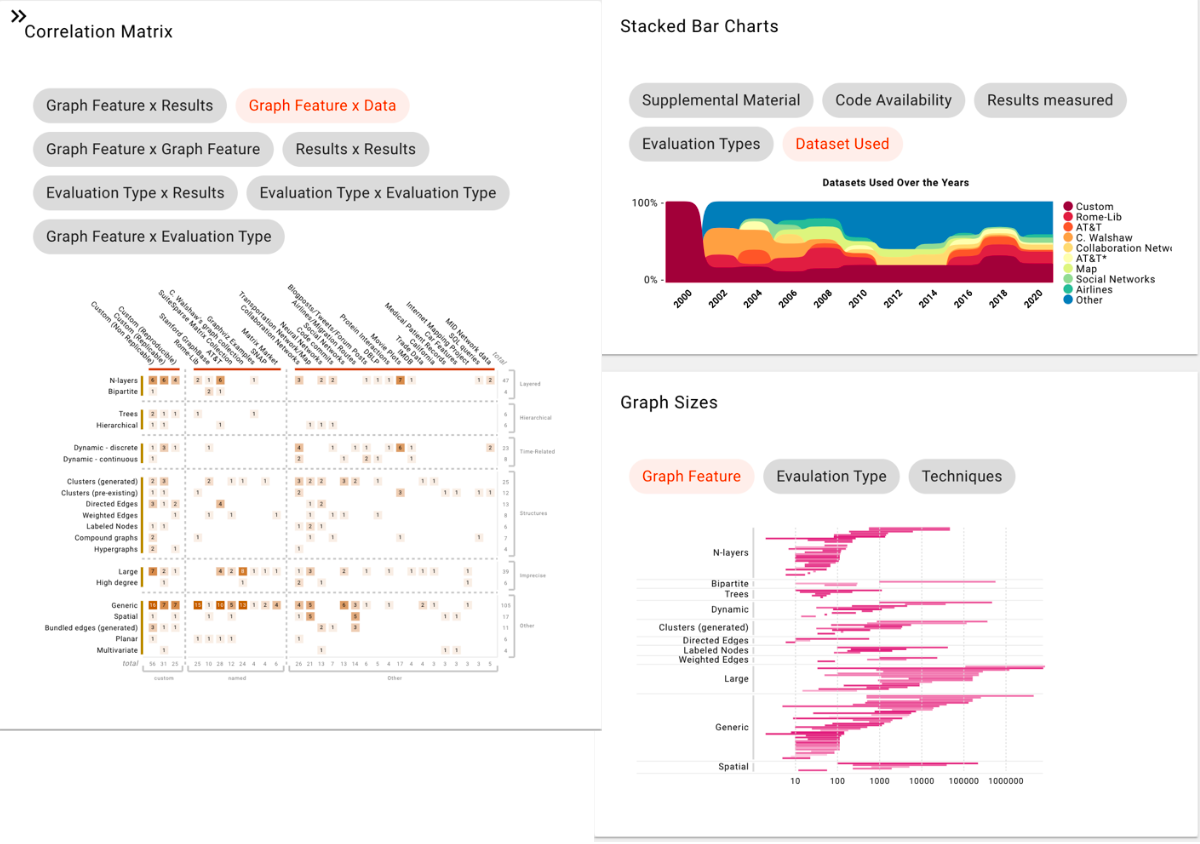 Correlation Matrix
Graph Feature x Results
Graph Feature x Data
Graph Feature x Graph Feature
Results x Results
Evaluation Type x Results
Evaluation Type x Evaluation Type
Graph Feature x Evaluation Type
Custom (Non Replicable)
Custom (Replicable)
Custom (Reproducible)
Rome-Lib
Stanford GraphBase
AT&T
SuiteSparse Matrix Collection
C. Walshaw's graph collection
Graphviz Examples
SNAP
Matrix Market
Collaboration Networks
Transportation Network/Map
Neural Networks
Code commits
Social Networks
Airlines/Migration Routes
Blogposts/Tweets/Forum Posts
DBLP
Protein Interactions
Movie Plots
IMDB
Trade Data
California
Medical Patient Records
Car Features
Internet Mapping Project
SQL queries
MID Network data
total
N-layers 6 6 4 2 1 6 1 3 2 2 1 1 1 7 1 1 2 47
Layered
Bipartite 1 2 1 4
Trees 2 1 1 1 1 6
Hierarchical
Hierarchical 1 1 1 1 1 1 6
Dynamic - discrete 1 3 1 1 4 1 1 1 1 6 1 2 23
Time-Related
Dynamic - continuous 1 2 1 2 1 1 8
Clusters (generated) 2 3 2 1 1 1 3 2 2 3 2 1 1 1 25
Clusters (pre-existing) 1 1 1 2 3 1 1 1 1 12
Directed Edges 3 1 2 4 1 2 13
Structures
Weighted Edges 1 1 1 1 1 1 1 1 8
Labeled Nodes 1 1 1 2 1 6
Compound graphs 2 1 1 1 1 1 7
Hypergraphs 2 1 1 4
Large 7 2 1 4 2 8 1 1 1 1 3 2 1 1 1 1 1 1 39
Imprecise
High degree 1 1 2 1 1 6
Generic 7 7 1 5 1 2 4 4 5 6 3 1 1 2 1 1 105
Spatial 1 1 1 1 1 5 5 1 1 17
Other
Bundled edges (generated) 3 1 1 2 1 3 11
Planar 1 1 1 1 1 1 6
Multivariate 1 1 1 1 4
total 56 31 25 25 10 28 12 24 4 4 6 26 21 13 7 13 14 6 5 4 17 4 4 3 3 3 3 5
custom
named
Other
Stacked Bar Charts
Supplemental Material
Code Availability
Results measured
Evaluation Types
Dataset Used
Datasets Used Over the Years
100%
0%
2000 2002 2004 2006 2008 2010 2012 2014 2016 2018 2020
Custom
Rome-Lib
AT&T
C. Walshaw
Collaboration Netw
AT&T*
Map
Social Networks
Airlines
Other
Graph Sizes
Graph Feature
Evaulation Type
Techniques
N-layers
Bipartite
Trees
Dynamic
Clusters (generated)
Directed Edges
Labeled Nodes
Weighted Edges
Large
Generic
Spatial
10 100 1000 10000 100000 1000000